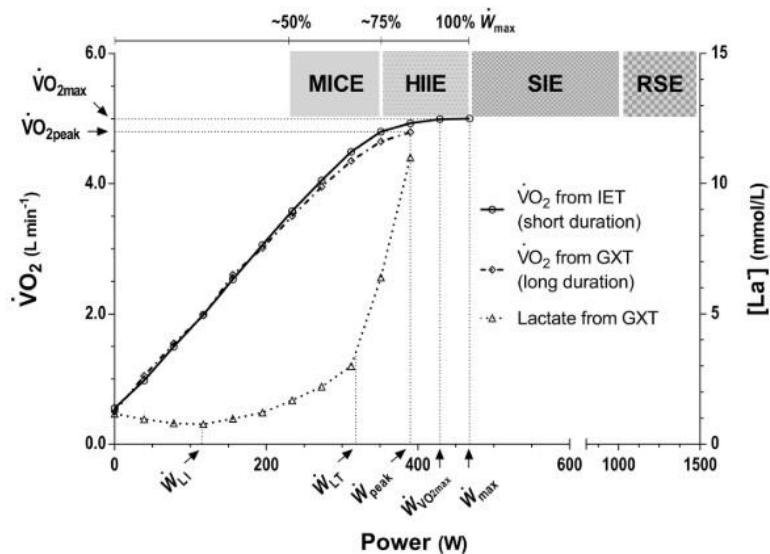 ~50% ~75% 100% Ẇmax
6.0 15
MICE HIIE SIE RSE
V̇O2max
V̇O2peak
4.0 10
V̇O2 from IET
(short duration)
V̇O2 from GXT
(long duration)
Lactate from GXT
V̇O2 (L min⁻¹)
[La⁻] (mmol/L)
2.0 5
0.0 0
0 200 400 600 1000 1500
ẆLI ẆLT Ẇpeak ẆV̇O2max Ẇmax
Power (W)